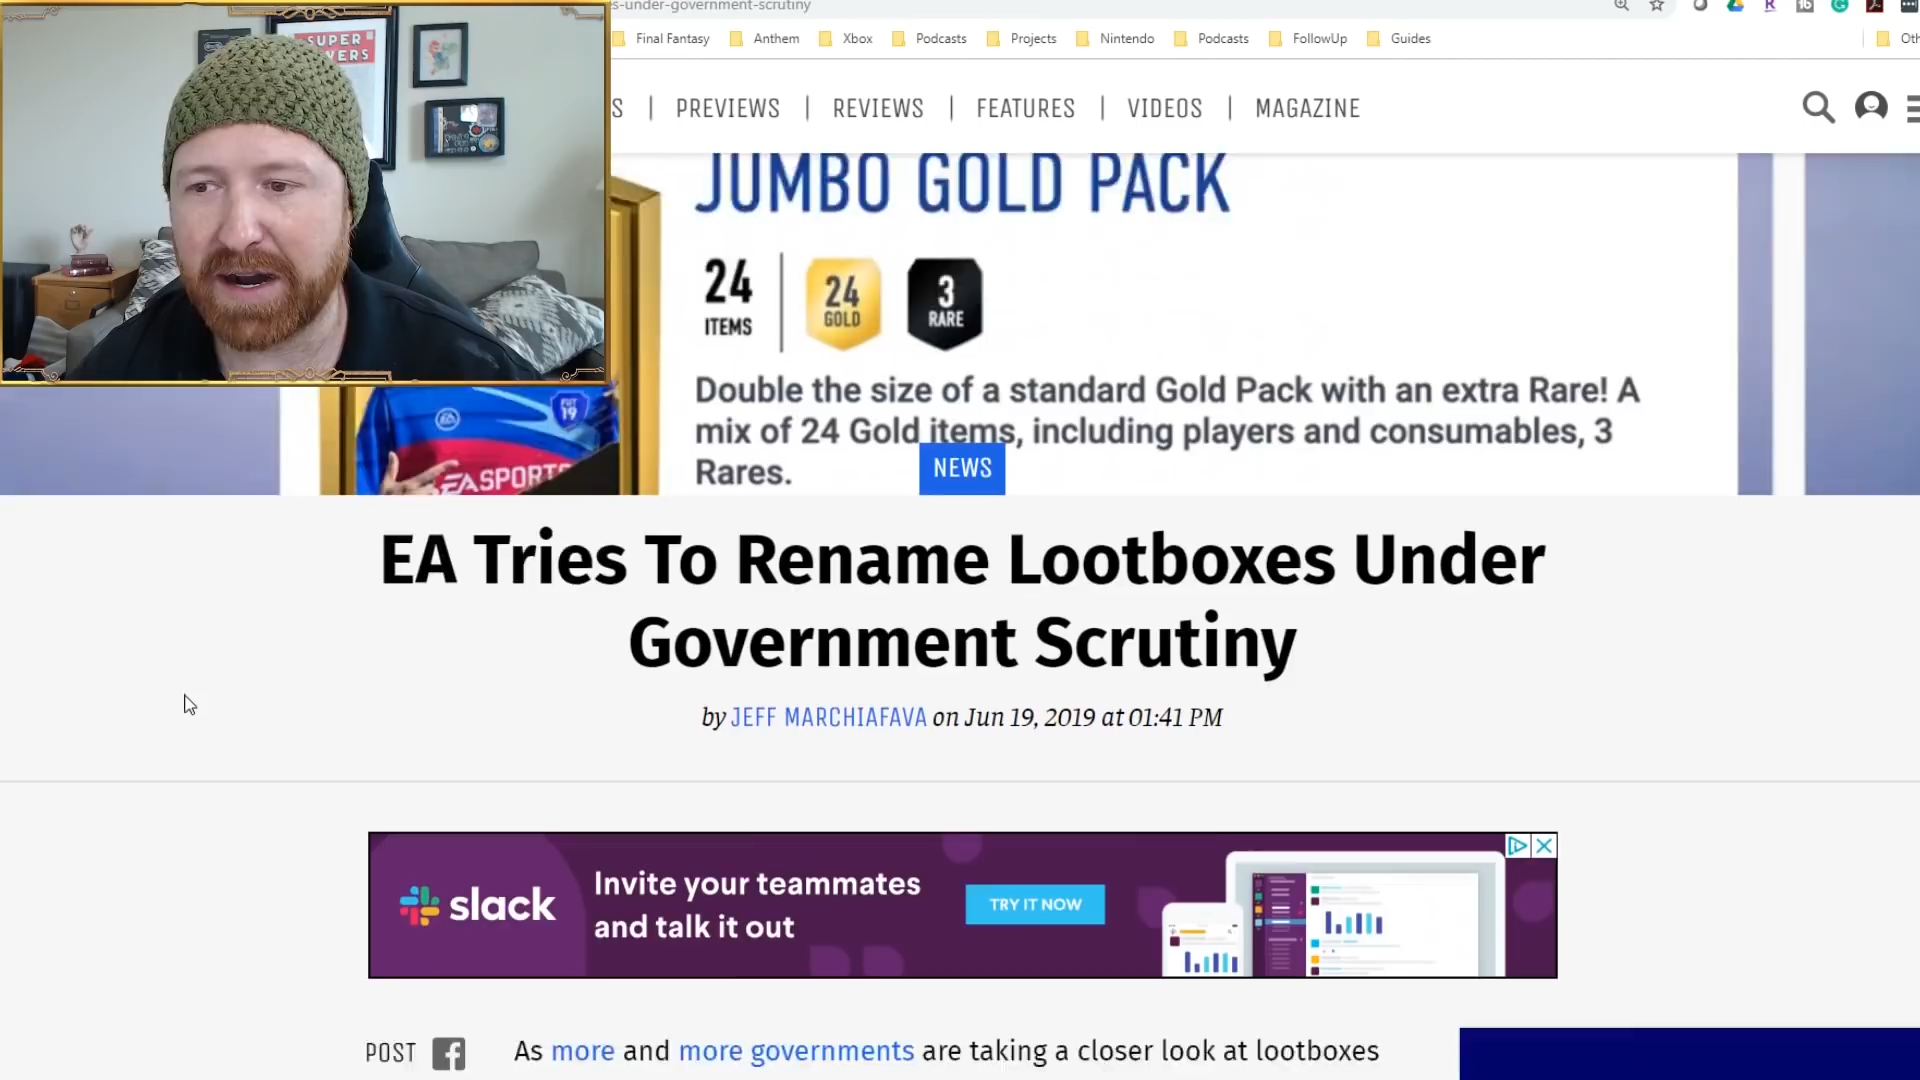 s-under-government-scrutiny
Final Fantasy
Anthem
Xbox
Podcasts
Projects
Nintendo
Podcasts
FollowUp
Guides
Oth
S | PREVIEWS | REVIEWS | FEATURES | VIDEOS | MAGAZINE
SUPER
JUMBO GOLD PACK
24
ITEMS
24
GOLD
3
RARE
Double the size of a standard Gold Pack with an extra Rare! A
mix of 24 Gold items, including players and consumables, 3
Rares.
FUT
19
EA SPORTS
NEWS
EA Tries To Rename Lootboxes Under
Government Scrutiny
by JEFF MARCHIAFAVA on Jun 19, 2019 at 01:41 PM
slack
Invite your teammates
and talk it out
TRY IT NOW
POST
As more and more governments are taking a closer look at lootboxes